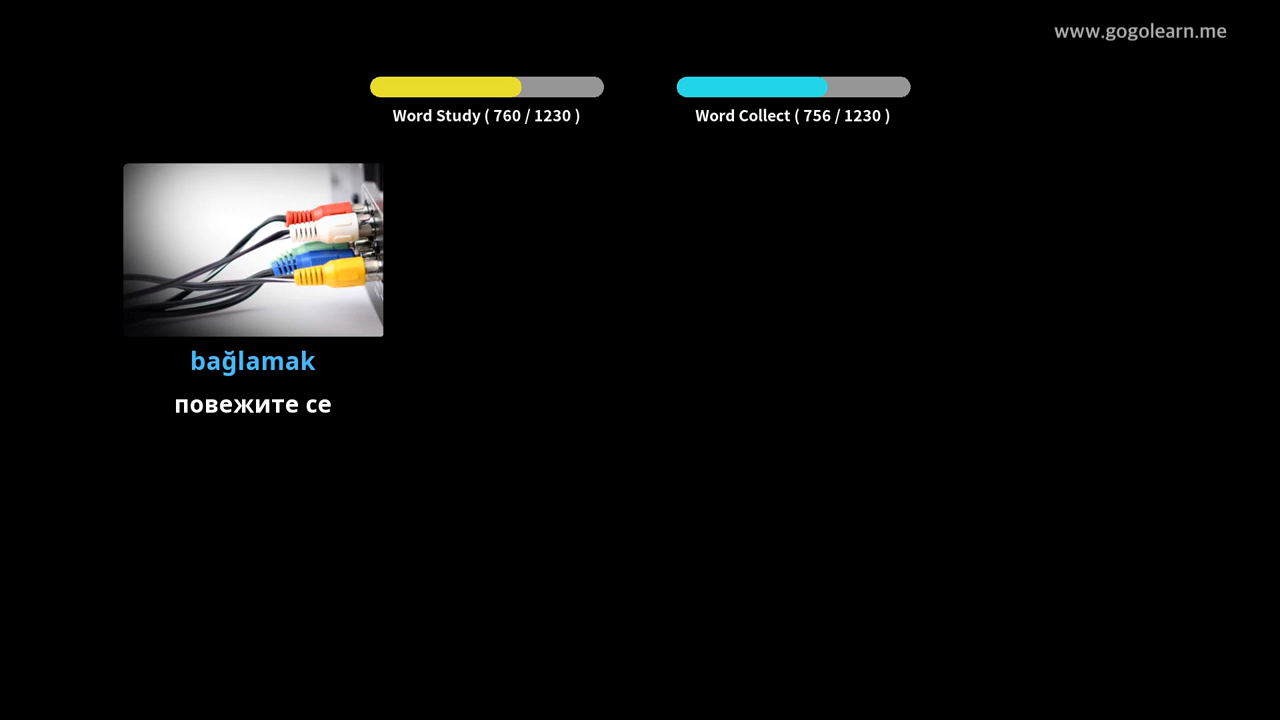 www.gogolearn.me
Word Study ( 760 / 1230 )
Word Collect ( 756 / 1230 )
bağlamak
повежите се